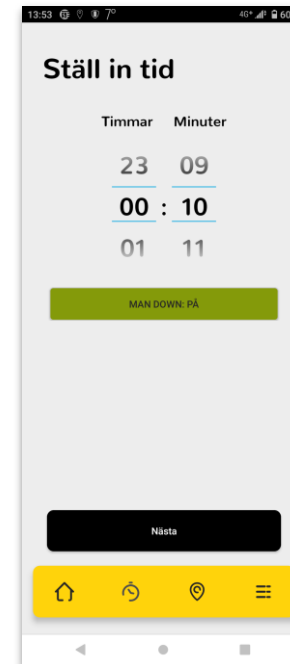 13:53 7° 4G+ 60
Ställ in tid
Timmar Minuter
23 09
00 : 10
01 11
MAN DOWN: PÅ
Nästa